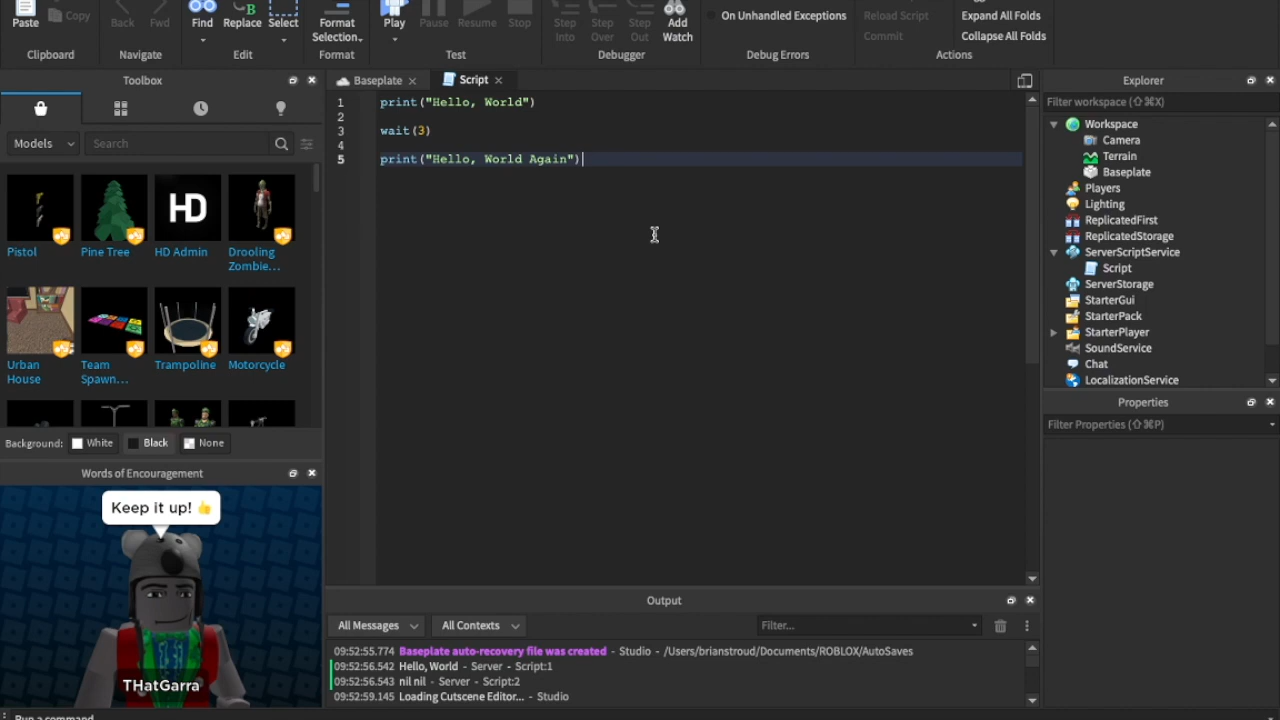 Paste
Copy
Back
Fwd
Find
Replace
Select
Format
Selection
Play
Pause
Resume
Stop
Step
Into
Step
Over
Step
Out
Add
Watch
On Unhandled Exceptions
Reload Script
Commit
Expand All Folds
Collapse All Folds
Clipboard
Navigate
Edit
Format
Test
Debugger
Debug Errors
Actions
Toolbox
Models
Search
Pistol
Pine Tree
HD
HD Admin
Drooling
Zombie...
Urban
House
Team
Spawn...
Trampoline
Motorcycle
Background:
White
Black
None
Words of Encouragement
Keep it up! 👍
THatGarra
Baseplate
Script
1 print("Hello, World")
2
3 wait(3)
4
5 print("Hello, World Again")
Output
All Messages
All Contexts
Filter...
09:52:55.774 Baseplate auto-recovery file was created - Studio - /Users/brianstroud/Documents/ROBLOX/AutoSaves
09:52:56.542 Hello, World - Server - Script:1
09:52:56.543 nil nil - Server - Script:2
09:52:59.145 Loading Cutscene Editor... - Studio
Explorer
Filter workspace (⇧⌘X)
Workspace
Camera
Terrain
Baseplate
Players
Lighting
ReplicatedFirst
ReplicatedStorage
ServerScriptService
Script
ServerStorage
StarterGui
StarterPack
StarterPlayer
SoundService
Chat
LocalizationService
Properties
Filter Properties (⇧⌘P)
Run a command